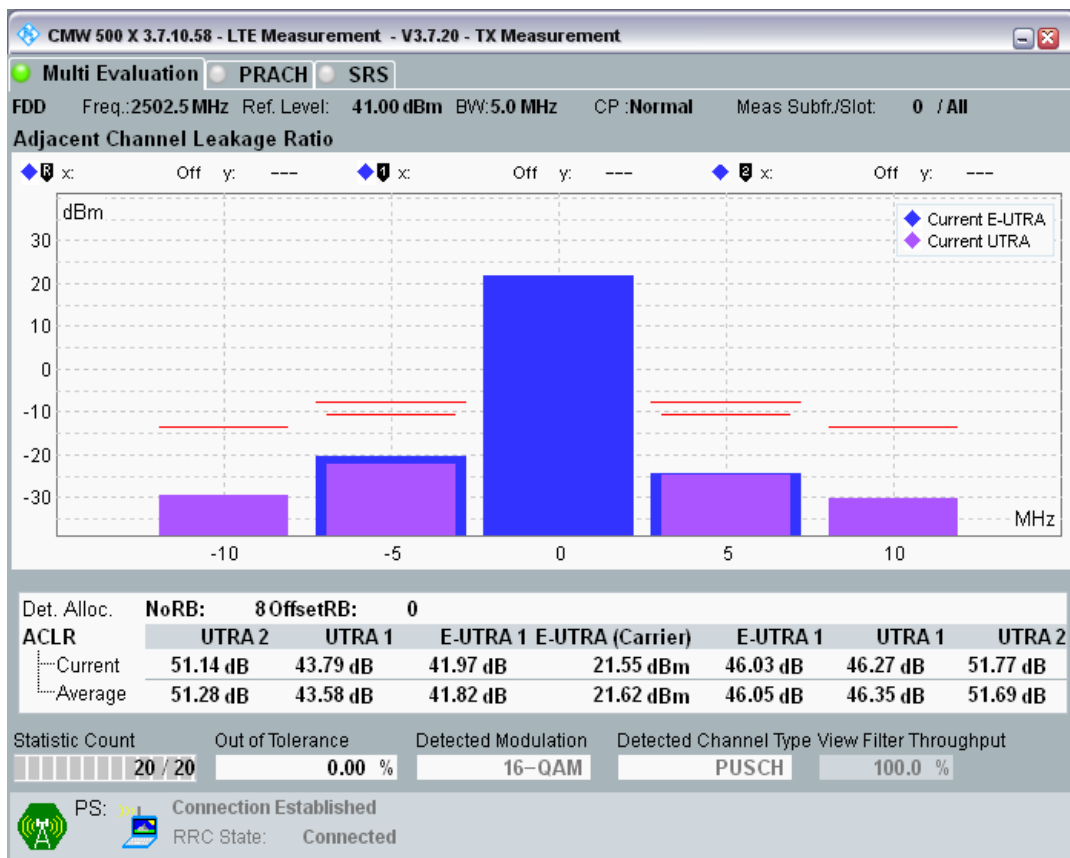 CMW 500 X 3.7.10.58 - LTE Measurement - V3.7.20 - TX Measurement
Multi Evaluation PRACH SRS
FDD Freq.:2502.5 MHz Ref. Level: 41.00 dBm BW:5.0 MHz CP :Normal Meas Subfr./Slot: 0 / All
Adjacent Channel Leakage Ratio
R x: Off y: --- 1 x: Off y: --- 2 x: Off y: ---
dBm
Current E-UTRA
Current UTRA
30
20
10
0
-10
-20
-30
MHz
-10 -5 0 5 10
Det. Alloc. NoRB: 8 OffsetRB: 0
ACLR UTRA 2 UTRA 1 E-UTRA 1 E-UTRA (Carrier) E-UTRA 1 UTRA 1 UTRA 2
Current 51.14 dB 43.79 dB 41.97 dB 21.55 dBm 46.03 dB 46.27 dB 51.77 dB
Average 51.28 dB 43.58 dB 41.82 dB 21.62 dBm 46.05 dB 46.35 dB 51.69 dB
Statistic Count Out of Tolerance Detected Modulation Detected Channel Type View Filter Throughput
20 / 20 0.00 % 16-QAM PUSCH 100.0 %
PS: Connection Established
RRC State: Connected